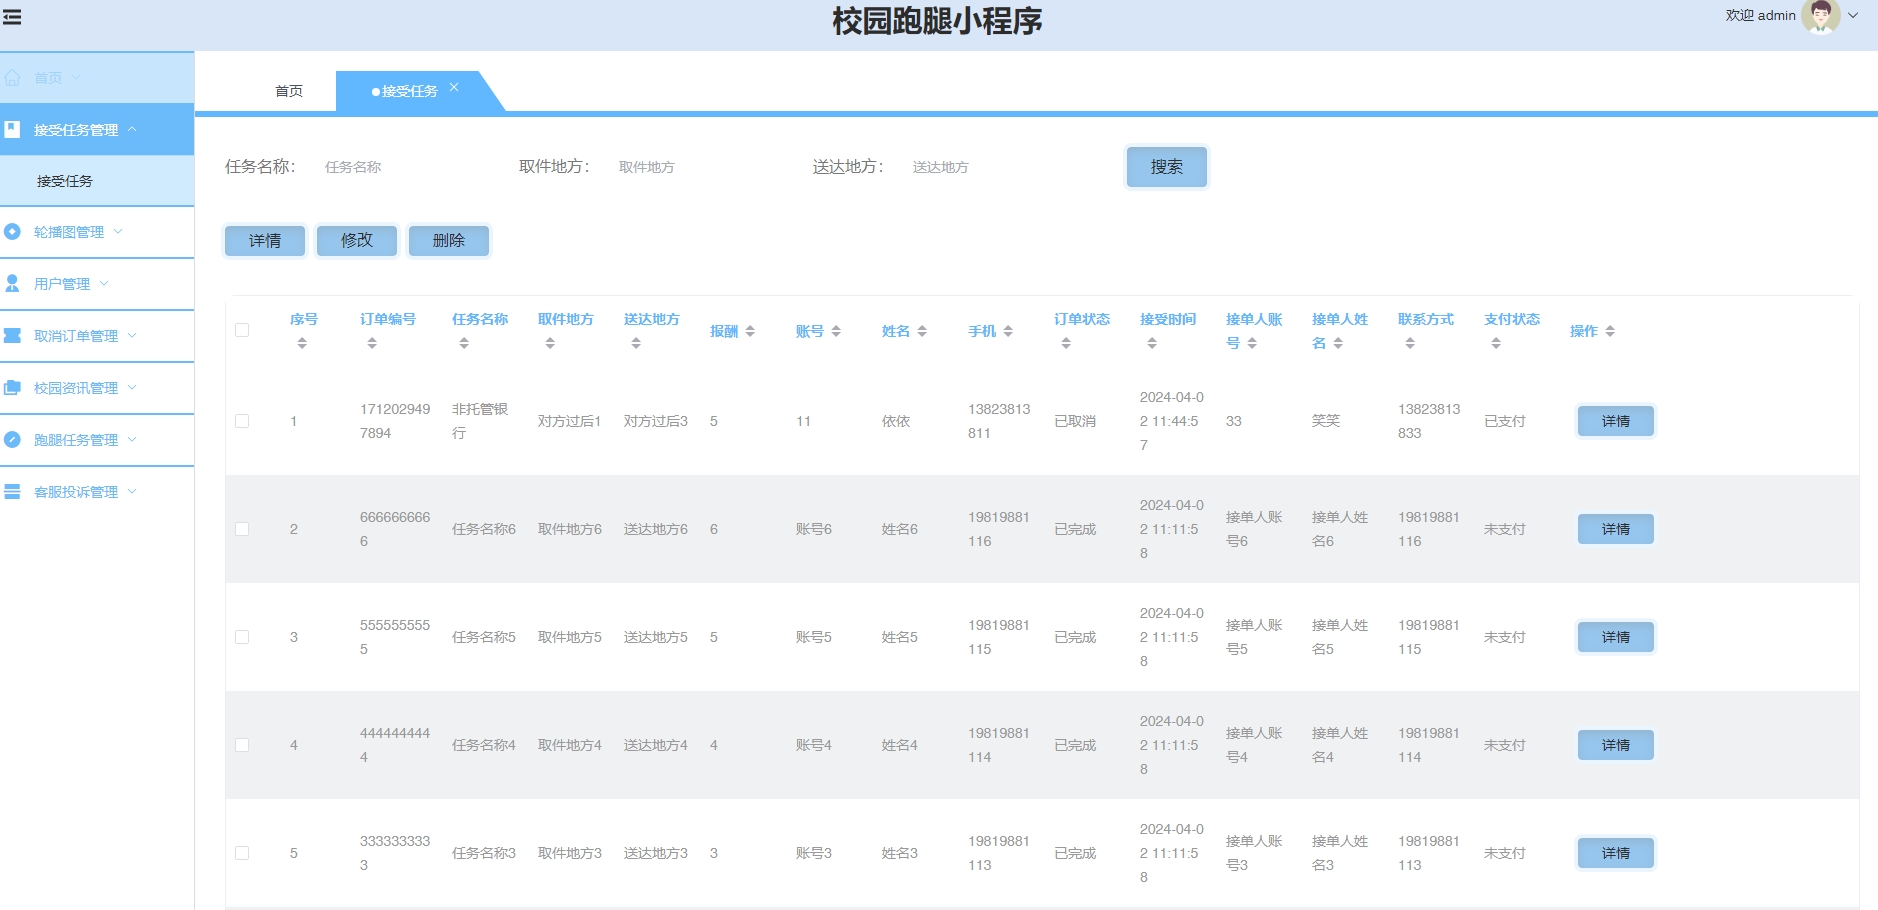 校园跑腿小程序
欢迎 admin
首页
接受任务管理
接受任务
轮播图管理
用户管理
取消订单管理
校园资讯管理
跑腿任务管理
客服投诉管理
首页
接受任务
任务名称： 任务名称 取件地方： 取件地方 送达地方： 送达地方 搜索
详情 修改 删除
序号 订单编号 任务名称 取件地方 送达地方 报酬 账号 姓名 手机 订单状态 接受时间 接单人账号 接单人姓名 联系方式 支付状态 操作
1 1712029497894 非托管银行 对方过后1 对方过后3 5 11 依依 13823813811 已取消 2024-04-02 11:44:57 33 笑笑 13823813833 已支付 详情
2 6666666666 任务名称6 取件地方6 送达地方6 6 账号6 姓名6 19819881116 已完成 2024-04-02 11:11:58 接单人账号6 接单人姓名6 19819881116 未支付 详情
3 5555555555 任务名称5 取件地方5 送达地方5 5 账号5 姓名5 19819881115 已完成 2024-04-02 11:11:58 接单人账号5 接单人姓名5 19819881115 未支付 详情
4 4444444444 任务名称4 取件地方4 送达地方4 4 账号4 姓名4 19819881114 已完成 2024-04-02 11:11:58 接单人账号4 接单人姓名4 19819881114 未支付 详情
5 3333333333 任务名称3 取件地方3 送达地方3 3 账号3 姓名3 19819881113 已完成 2024-04-02 11:11:58 接单人账号3 接单人姓名3 19819881113 未支付 详情